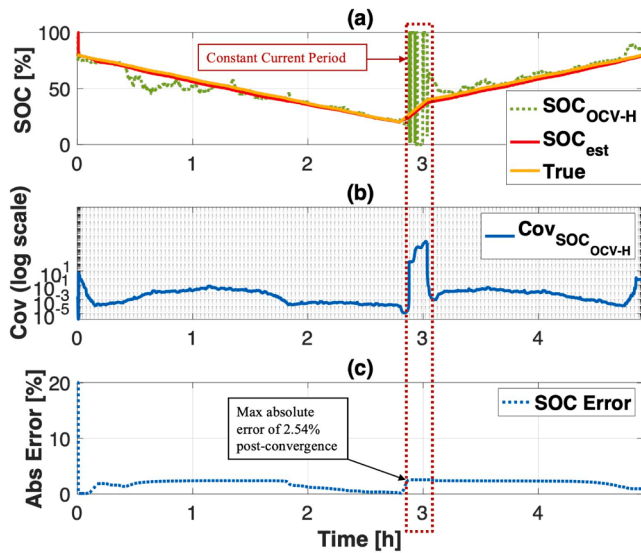 (a)
SOC [%]
100
50
0
Constant Current Period
SOC_OCV-H
SOC_est
True
0
1
2
3
4
(b)
Cov (log scale)
10^1
10^-1
10^-3
10^-5
Cov_SOC_OCV-H
0
1
2
3
4
(c)
Abs Error [%]
20
10
0
Max absolute
error of 2.54%
post-convergence
SOC Error
0
1
2
3
4
Time [h]